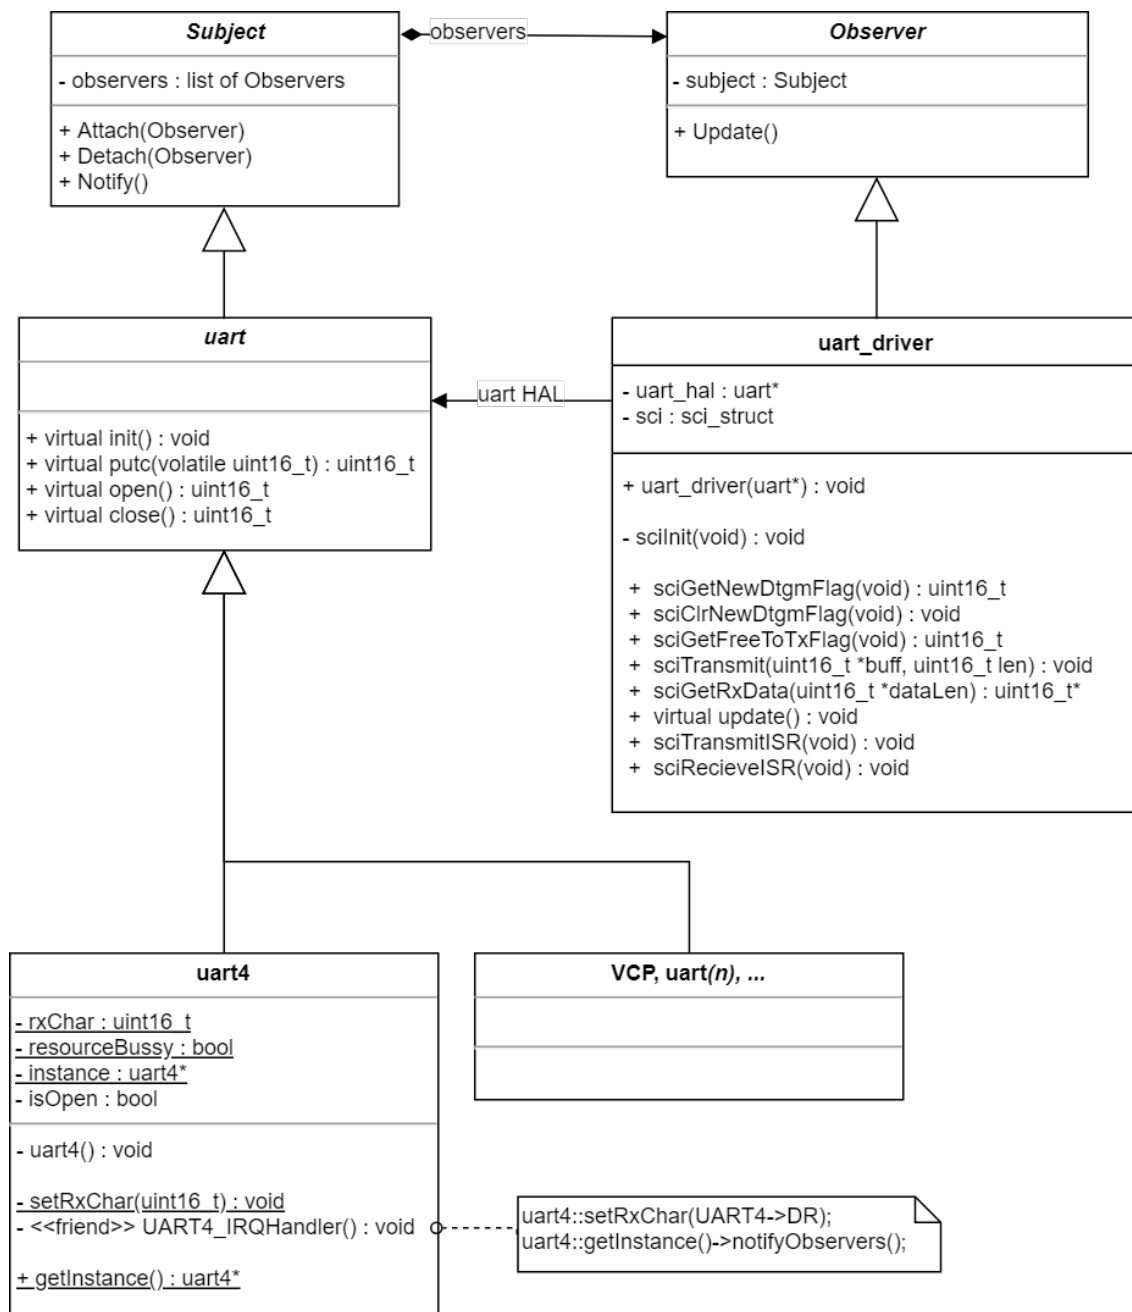 Subject
- observers : list of Observers
+ Attach(Observer)
+ Detach(Observer)
+ Notify()
observers
Observer
- subject : Subject
+ Update()
uart
+ virtual init() : void
+ virtual putc(volatile uint16_t) : uint16_t
+ virtual open() : uint16_t
+ virtual close() : uint16_t
uart HAL
uart_driver
- uart_hal : uart*
- sci : sci_struct
+ uart_driver(uart*) : void
- sciInit(void) : void
+ sciGetNewDtgmFlag(void) : uint16_t
+ sciClrNewDtgmFlag(void) : void
+ sciGetFreeToTxFlag(void) : uint16_t
+ sciTransmit(uint16_t *buff, uint16_t len) : void
+ sciGetRxData(uint16_t *dataLen) : uint16_t*
+ virtual update() : void
+ sciTransmitISR(void) : void
+ sciRecieveISR(void) : void
uart4
- rxChar : uint16_t
- resourceBussy : bool
- instance : uart4*
- isOpen : bool
- uart4() : void
- setRxChar(uint16_t) : void
- <<friend>> UART4_IRQHandler() : void
+ getInstance() : uart4*
VCP, uart(n), ...
uart4::setRxChar(UART4->DR);
uart4::getInstance()->notifyObservers();